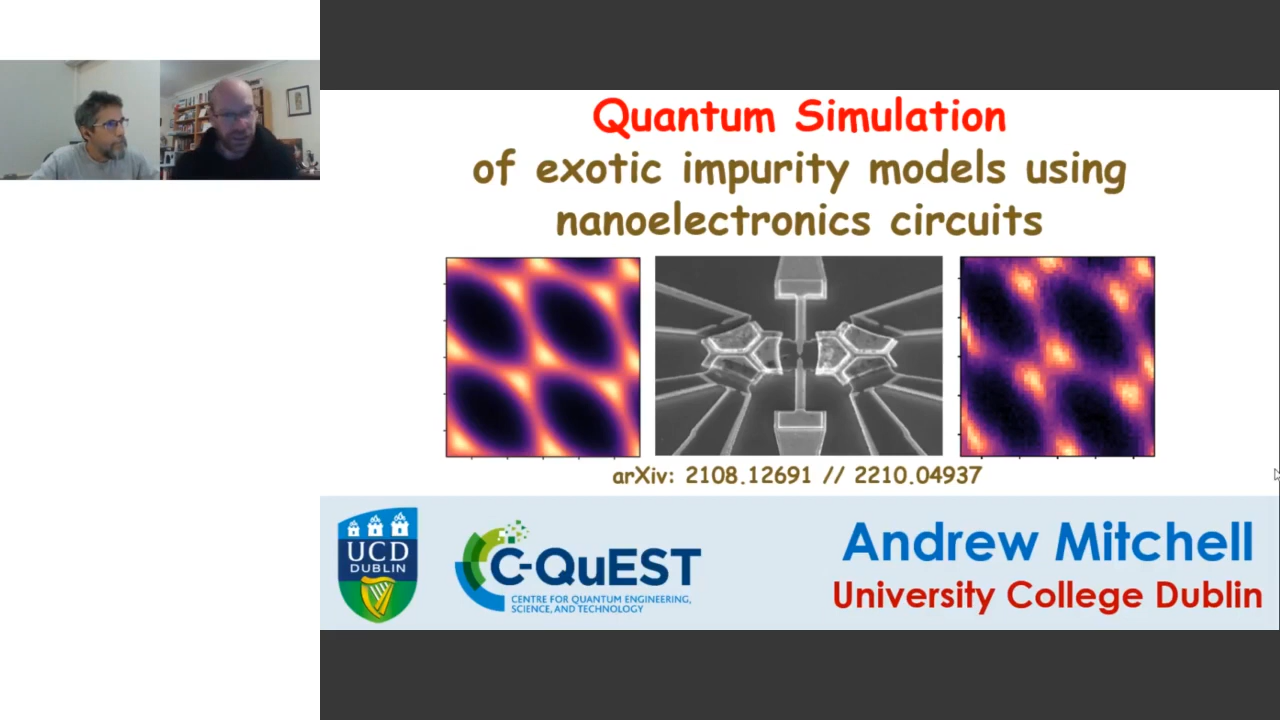 Quantum Simulation
of exotic impurity models using
nanoelectronics circuits
arXiv: 2108.12691 // 2210.04937
UCD
DUBLIN
C-QuEST
CENTRE FOR QUANTUM ENGINEERING,
SCIENCE, AND TECHNOLOGY
Andrew Mitchell
University College Dublin